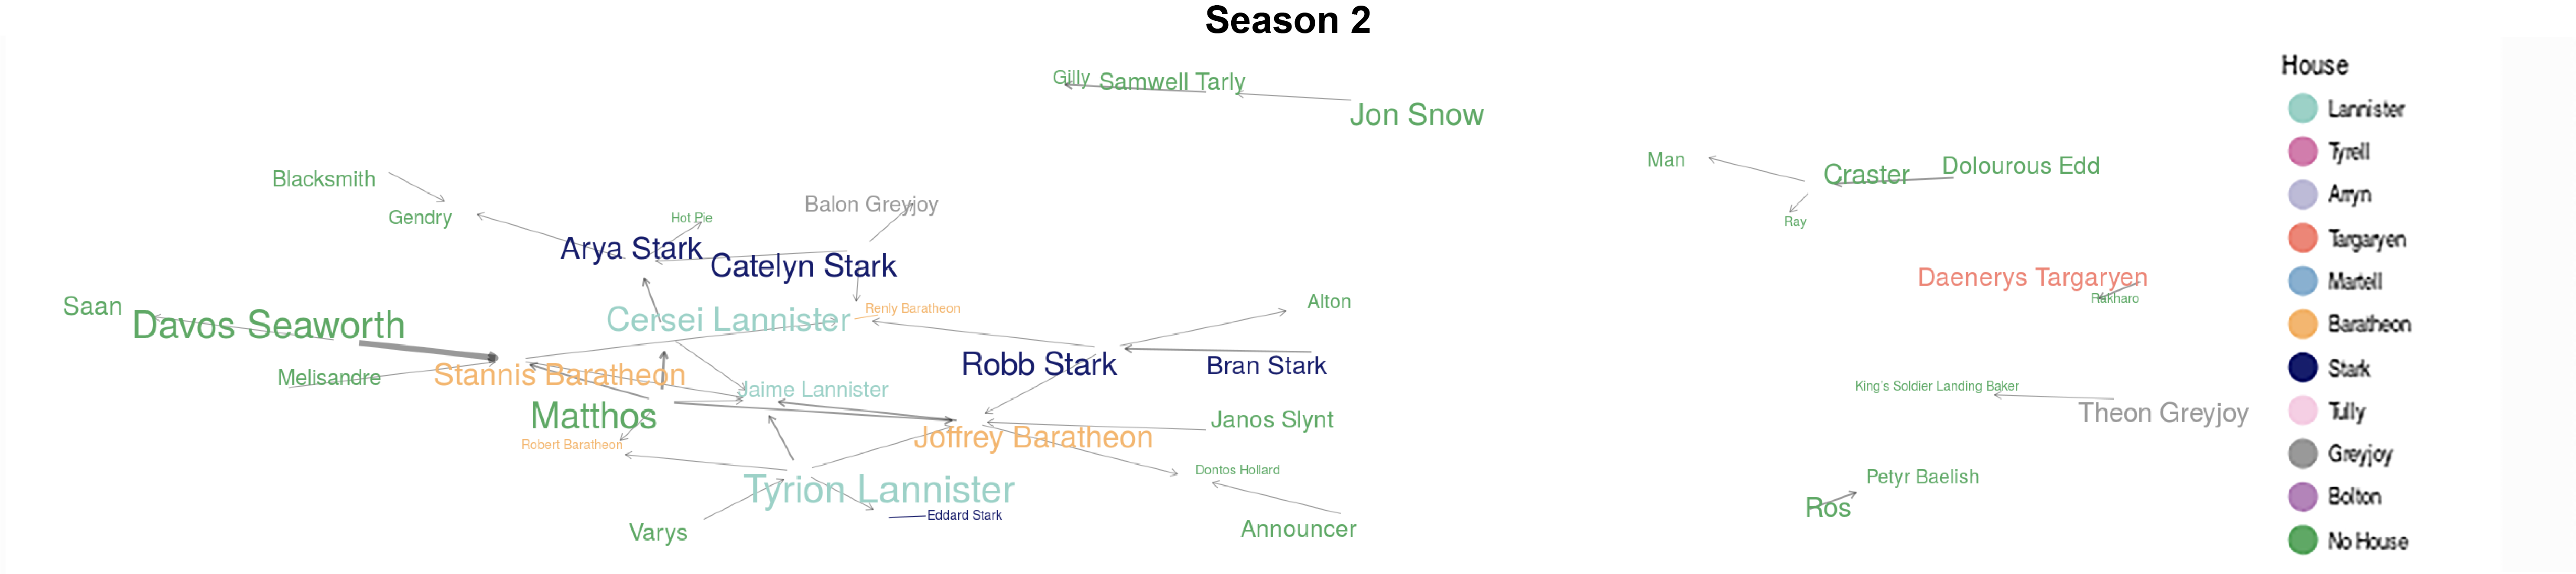 Season 2
Gilly
Samwell Tarly
Jon Snow
Blacksmith
Gendry
Hot Pie
Balon Greyjoy
Arya Stark
Catelyn Stark
Saan
Davos Seaworth
Cersei Lannister
Renly Baratheon
Alton
Melisandre
Stannis Baratheon
Robb Stark
Bran Stark
Jaime Lannister
Matthos
Robert Baratheon
Joffrey Baratheon
Janos Slynt
Tyrion Lannister
Dontos Hollard
Eddard Stark
Varys
Announcer
Man
Craster
Dolourous Edd
Ray
Daenerys Targaryen
Rakharo
King's Soldier Landing Baker
Theon Greyjoy
Petyr Baelish
Ros
House
Lannister
Tyrell
Arryn
Targaryen
Martell
Baratheon
Stark
Tully
Greyjoy
Bolton
No House